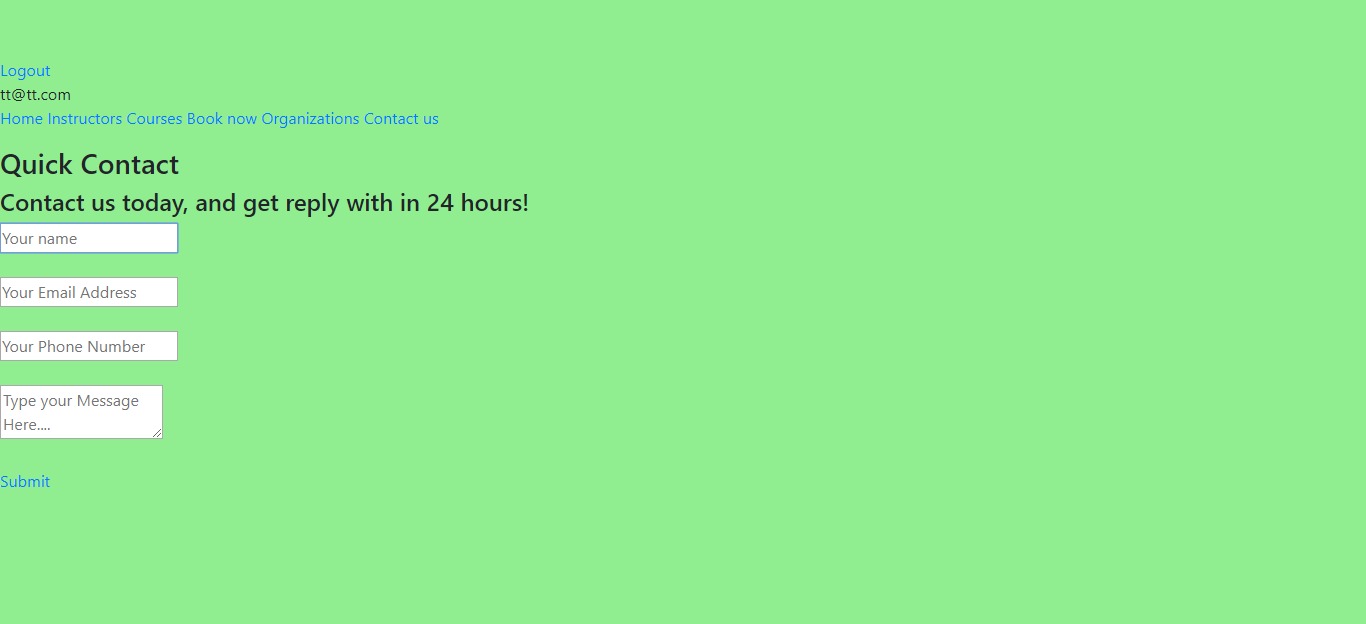 Logout
tt@tt.com
Home Instructors Courses Book now Organizations Contact us
Quick Contact
Contact us today, and get reply with in 24 hours!
Your name
Your Email Address
Your Phone Number
Type your Message
Here....
Submit